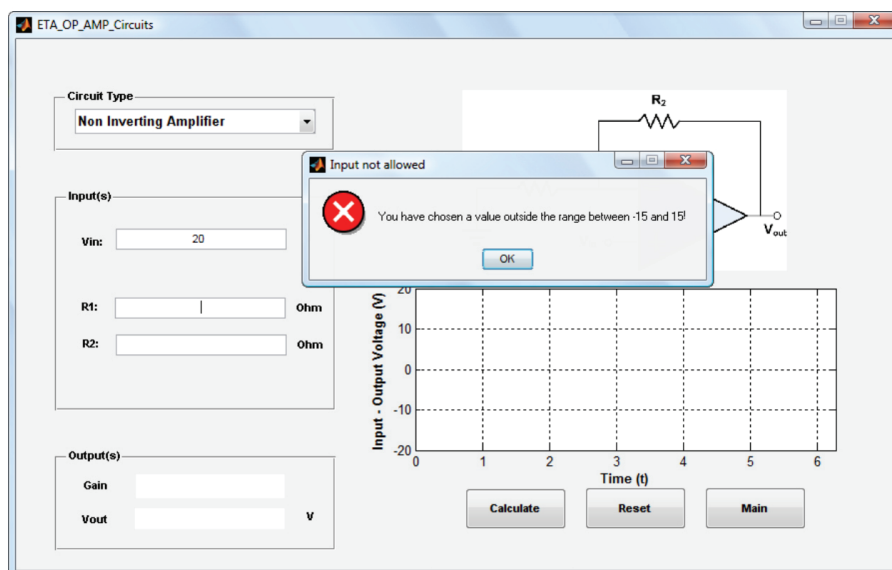 ETA_OP_AMP_Circuits
Circuit Type
Non Inverting Amplifier
R2
Input not allowed
You have chosen a value outside the range between -15 and 15!
OK
Vout
Input(s)
Vin: 20
R1: Ohm
R2: Ohm
Input - Output Voltage (V)
20
10
0
-10
-20
0 1 2 3 4 5 6
Time (t)
Output(s)
Gain
Vout V
Calculate Reset Main